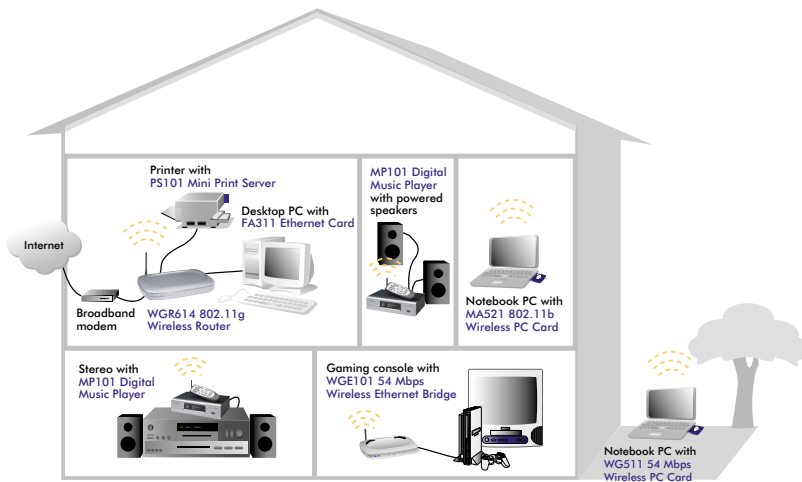 Printer with
PS101 Mini Print Server
Desktop PC with
FA311 Ethernet Card
Internet
Broadband
modem
WGR614 802.11g
Wireless Router
MP101 Digital
Music Player
with powered
speakers
Notebook PC with
MA521 802.11b
Wireless PC Card
Stereo with
MP101 Digital
Music Player
Gaming console with
WGE101 54 Mbps
Wireless Ethernet Bridge
Notebook PC with
WG511 54 Mbps
Wireless PC Card